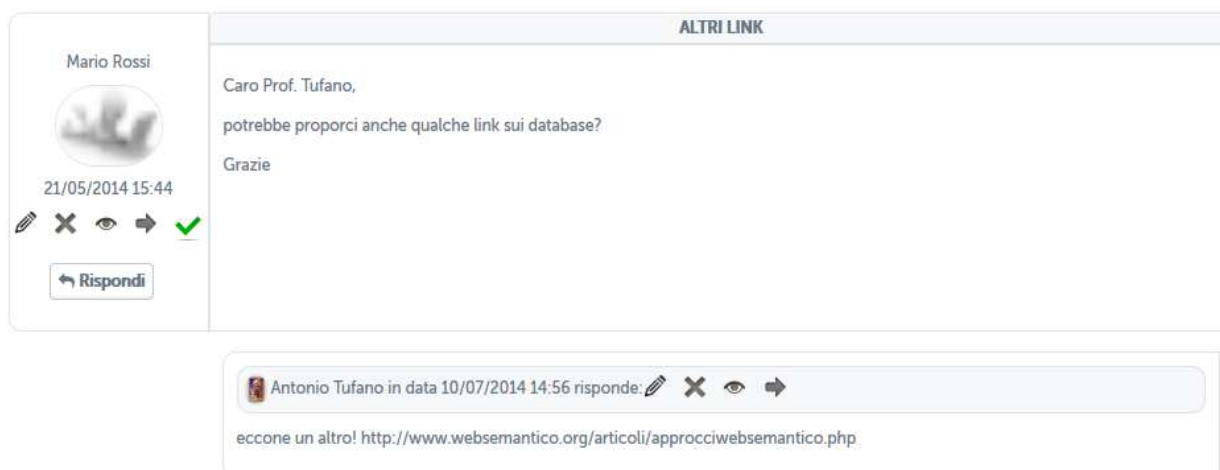 ALTRI LINK
Mario Rossi
Caro Prof. Tufano,
potrebbe proporci anche qualche link sui database?
Grazie
21/05/2014 15:44
Rispondi
Antonio Tufano in data 10/07/2014 14:56 risponde:
eccone un altro! http://www.websemantico.org/articoli/approcciwebsemantico.php